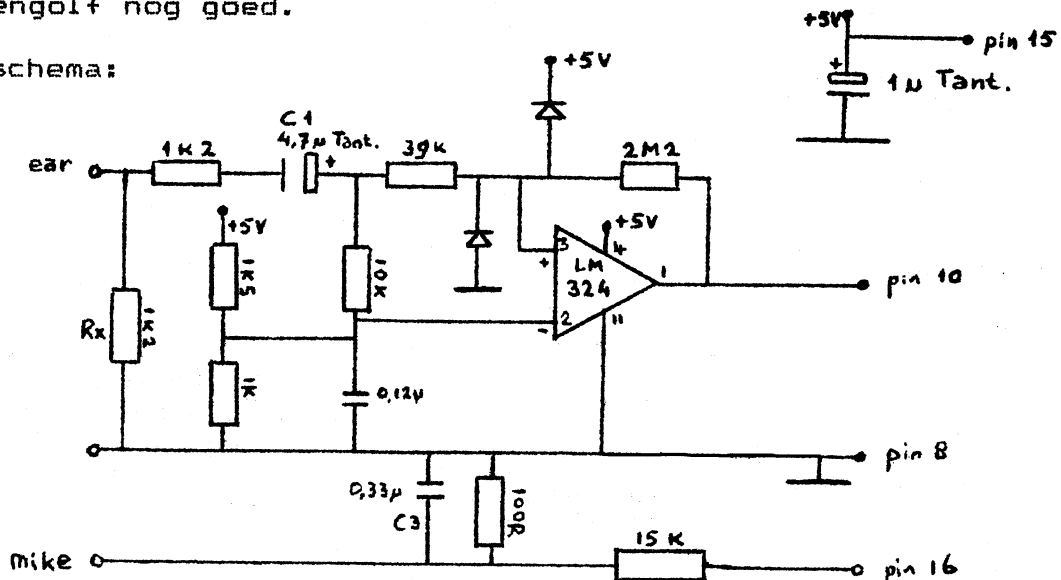 engolf nog goed.
schema:
+5V
pin 15
+
1µ Tant.
+5V
C1
4,7µ Tant.
+
1K2
39K
2M2
ear
+5V
+5V
1K5
10K
3
+
4
LM
324
1
pin 10
2
-
11
Rx
1K2
1K
0,12µ
pin 8
0,33µ
C3
100R
15K
mike
pin 16